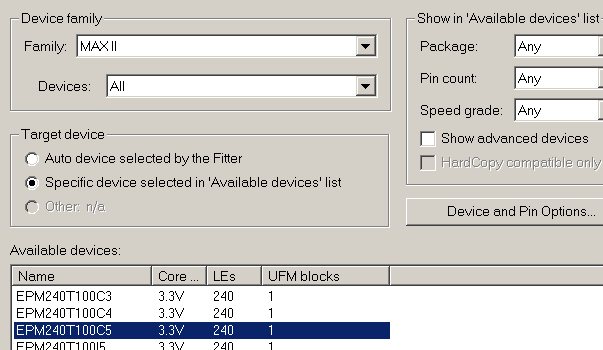 Device family
Family: MAX II
Devices: All
Show in 'Available devices' list
Package: Any
Pin count: Any
Speed grade: Any
Show advanced devices
HardCopy compatible only
Target device
Auto device selected by the Fitter
Specific device selected in 'Available devices' list
Other: n/a
Device and Pin Options...
Available devices:
Name Core ... LEs UFM blocks
EPM240T100C3 3.3V 240 1
EPM240T100C4 3.3V 240 1
EPM240T100C5 3.3V 240 1
EPM240T100I5 3.3V 240 1